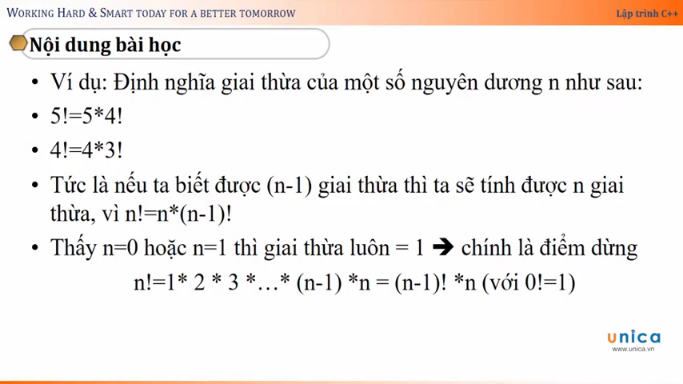 WORKING HARD & SMART TODAY FOR A BETTER TOMORROW
Lập trình C++
Nội dung bài học
• Ví dụ: Định nghĩa giai thừa của một số nguyên dương n như sau:
• 5!=5*4!
• 4!=4*3!
• Tức là nếu ta biết được (n-1) giai thừa thì ta sẽ tính được n giai
thừa, vì n!=n*(n-1)!
• Thấy n=0 hoặc n=1 thì giai thừa luôn = 1 ➔ chính là điểm dừng
n!=1* 2 * 3 *…* (n-1) *n = (n-1)! *n (với 0!=1)
unica
www.unica.vn